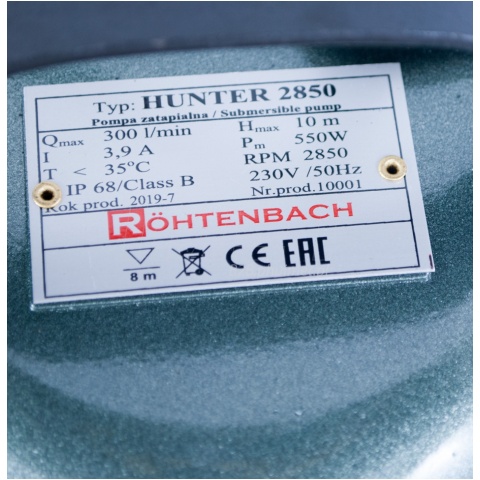 Typ: HUNTER 2850
Pompa zatapialna / Submersible pump
Qmax 300 l/min Hmax 10 m
I 3,9 A Pm 550W
T < 35°C RPM 2850
IP 68/Class B 230V /50Hz
Rok prod. 2019-7 Nr.prod.10001
RÖHTENBACH
8 m CE EAC